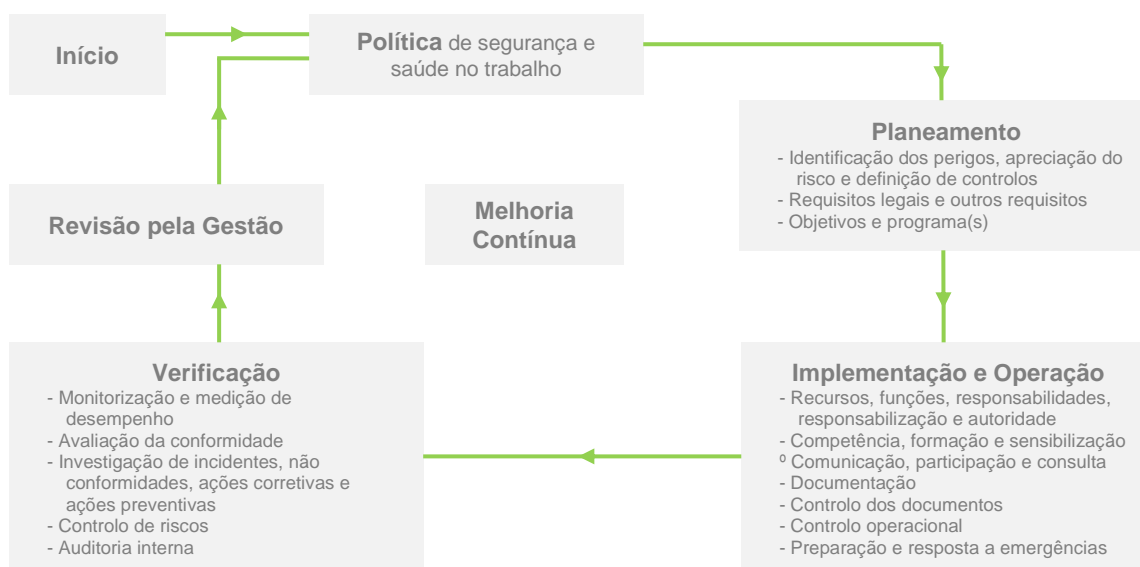 Início
Política de segurança e
saúde no trabalho
Planeamento
- Identificação dos perigos, apreciação do
risco e definição de controlos
- Requisitos legais e outros requisitos
- Objetivos e programa(s)
Revisão pela Gestão
Melhoria
Contínua
Verificação
- Monitorização e medição de
desempenho
- Avaliação da conformidade
- Investigação de incidentes, não
conformidades, ações corretivas e
ações preventivas
- Controlo de riscos
- Auditoria interna
Implementação e Operação
- Recursos, funções, responsabilidades,
responsabilização e autoridade
- Competência, formação e sensibilização
º Comunicação, participação e consulta
- Documentação
- Controlo dos documentos
- Controlo operacional
- Preparação e resposta a emergências